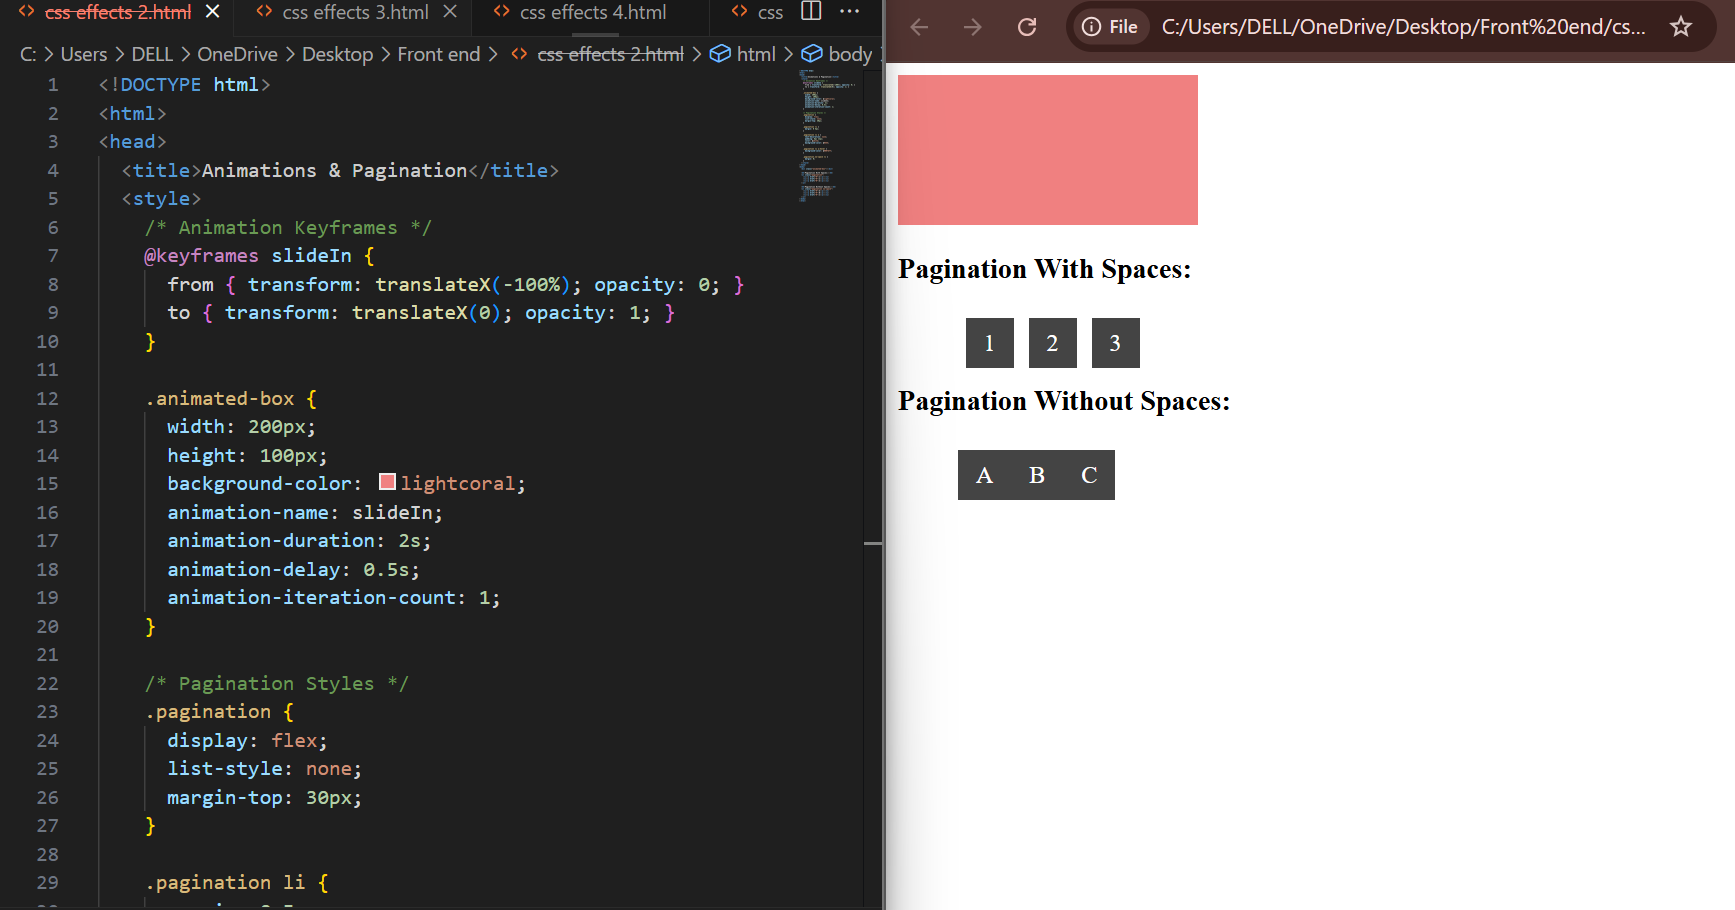 css effects 2.html
css effects 3.html
css effects 4.html
css
C: > Users > DELL > OneDrive > Desktop > Front end > css effects 2.html > html > body
1 <!DOCTYPE html>
2 <html>
3 <head>
4 <title>Animations & Pagination</title>
5 <style>
6 /* Animation Keyframes */
7 @keyframes slideIn {
8 from { transform: translateX(-100%); opacity: 0; }
9 to { transform: translateX(0); opacity: 1; }
10 }
11
12 .animated-box {
13 width: 200px;
14 height: 100px;
15 background-color: lightcoral;
16 animation-name: slideIn;
17 animation-duration: 2s;
18 animation-delay: 0.5s;
19 animation-iteration-count: 1;
20 }
21
22 /* Pagination Styles */
23 .pagination {
24 display: flex;
25 list-style: none;
26 margin-top: 30px;
27 }
28
29 .pagination li {
File C:/Users/DELL/OneDrive/Desktop/Front%20end/cs...
Pagination With Spaces:
1 2 3
Pagination Without Spaces:
A B C